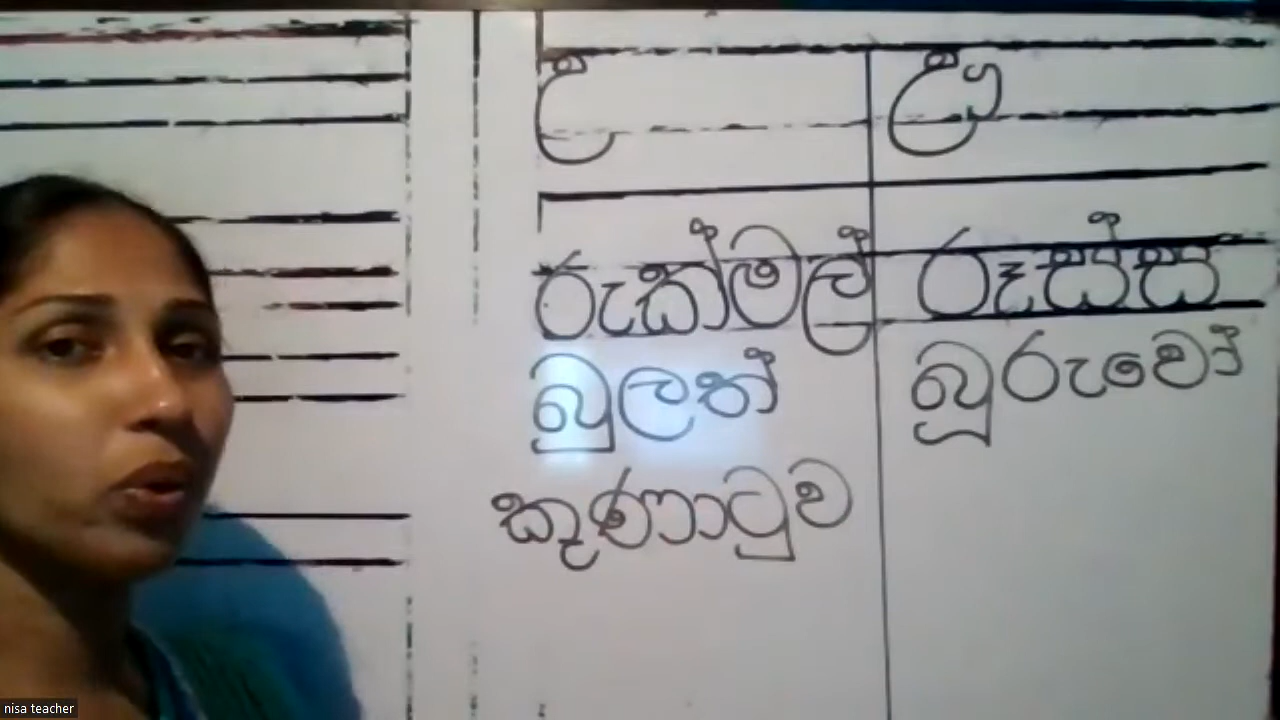 උ ඌ
රුක්මල් රූස්ස
බුලත් බූරුවෝ
කූණාටුව
nisa teacher